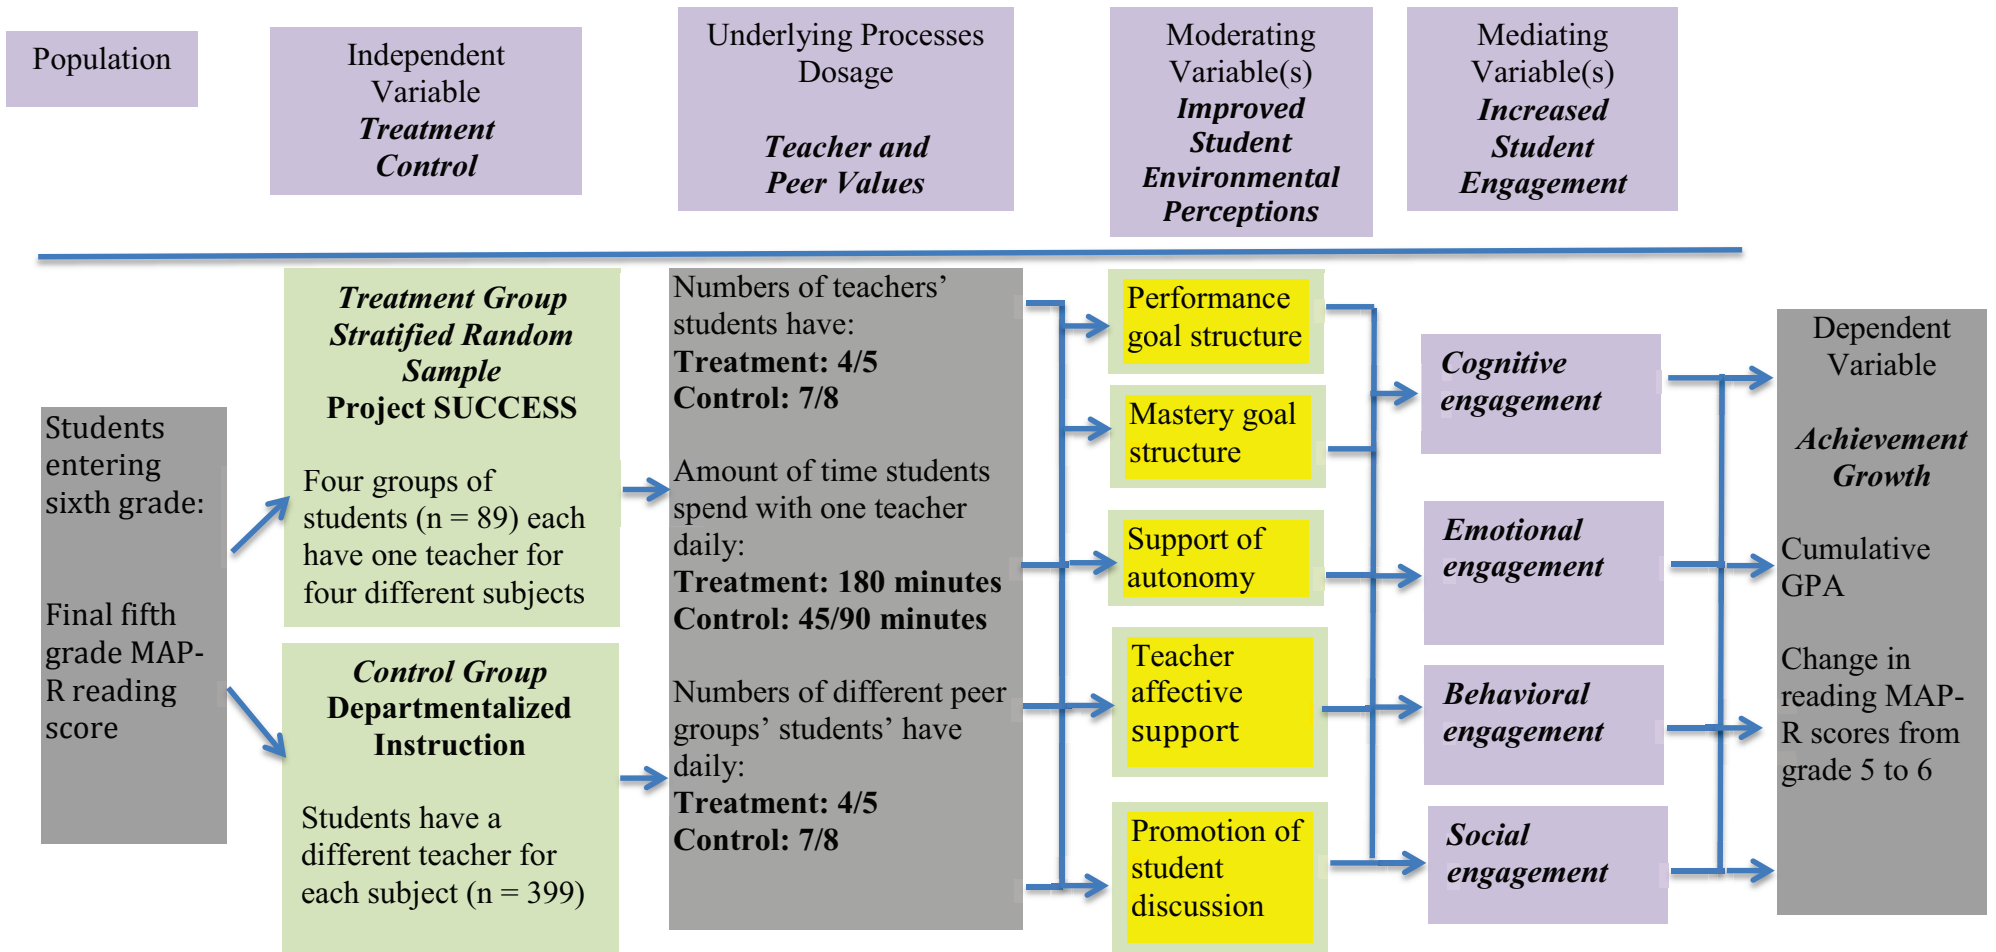 Population
Independent
Variable
Treatment
Control
Underlying Processes
Dosage
Teacher and
Peer Values
Moderating
Variable(s)
Improved
Student
Environmental
Perceptions
Mediating
Variable(s)
Increased
Student
Engagement
Students
entering
sixth grade:
Final fifth
grade MAP-
R reading
score
Treatment Group
Stratified Random
Sample
Project SUCCESS
Four groups of
students (n = 89) each
have one teacher for
four different subjects
Control Group
Departmentalized
Instruction
Students have a
different teacher for
each subject (n = 399)
Numbers of teachers’
students have:
Treatment: 4/5
Control: 7/8
Amount of time students
spend with one teacher
daily:
Treatment: 180 minutes
Control: 45/90 minutes
Numbers of different peer
groups’ students’ have
daily:
Treatment: 4/5
Control: 7/8
Performance
goal structure
Mastery goal
structure
Support of
autonomy
Teacher
affective
support
Promotion of
student
discussion
Cognitive
engagement
Emotional
engagement
Behavioral
engagement
Social
engagement
Dependent
Variable
Achievement
Growth
Cumulative
GPA
Change in
reading MAP-
R scores from
grade 5 to 6